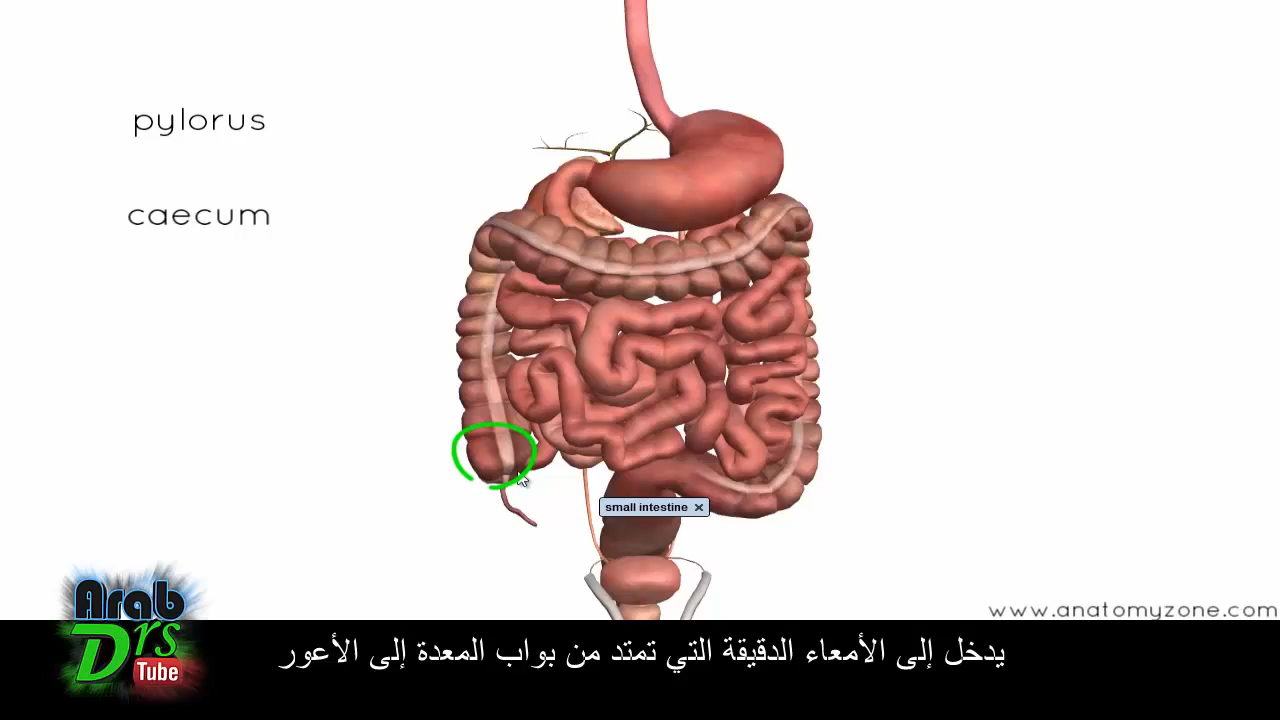 pylorus
caecum
small intestine
www.anatomyzone.com
Arab
Drs
Tube
يدخل إلى الأمعاء الدقيقة التي تمتد من بواب المعدة إلى الأعور